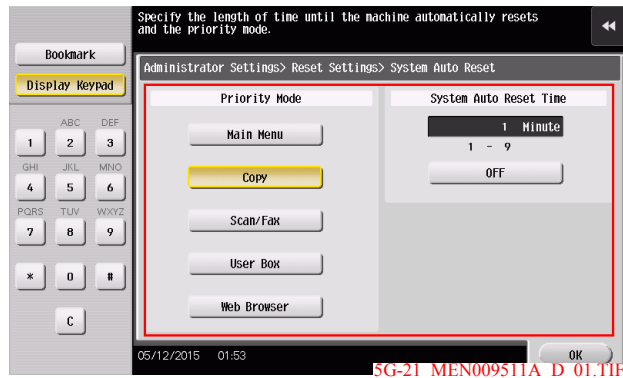 Specify the length of time until the machine automatically resets
and the priority mode.
Bookmark
Display Keypad
Administrator Settings> Reset Settings> System Auto Reset
Priority Mode
System Auto Reset Time
Main Menu
1 Minute
1 - 9
Copy
OFF
Scan/Fax
User Box
Web Browser
ABC DEF
1 2 3
GHI JKL MNO
4 5 6
PQRS TUV WXYZ
7 8 9
* 0 #
C
05/12/2015 01:53
OK
5G-21_MEN009511A_D_01.TIF